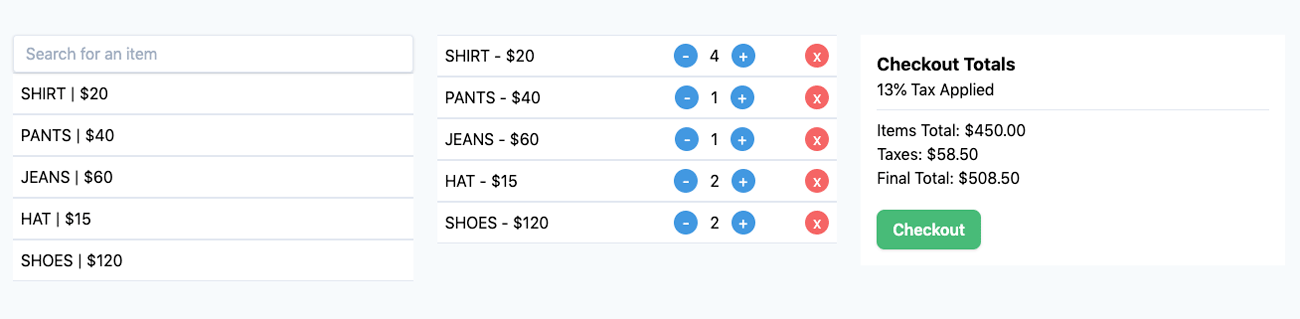 Search for an item
SHIRT | $20
PANTS | $40
JEANS | $60
HAT | $15
SHOES | $120
SHIRT - $20 - 4 + x
PANTS - $40 - 1 + x
JEANS - $60 - 1 + x
HAT - $15 - 2 + x
SHOES - $120 - 2 + x
Checkout Totals
13% Tax Applied
Items Total: $450.00
Taxes: $58.50
Final Total: $508.50
Checkout